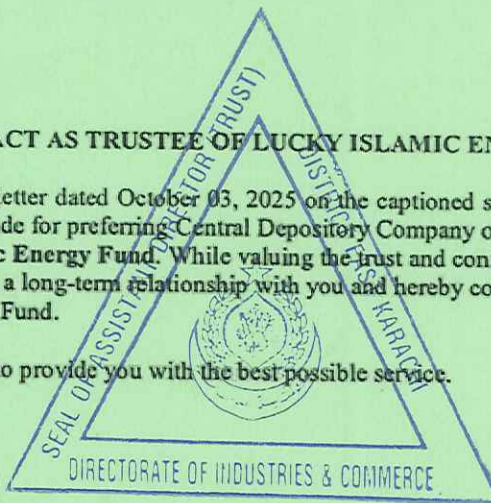 ACT AS TRUSTEE OF LUCKY ISLAMIC EN
etter dated October 03, 2025 on the captioned s
de for preferring Central Depository Company o
c Energy Fund. While valuing the trust and con
a long-term relationship with you and hereby co
Fund.
o provide you with the best possible service.
SEAL OF ASSISTANT DIRECTOR (TRUST)
DISTRICT EAST KARACHI
DIRECTORATE OF INDUSTRIES & COMMERCE